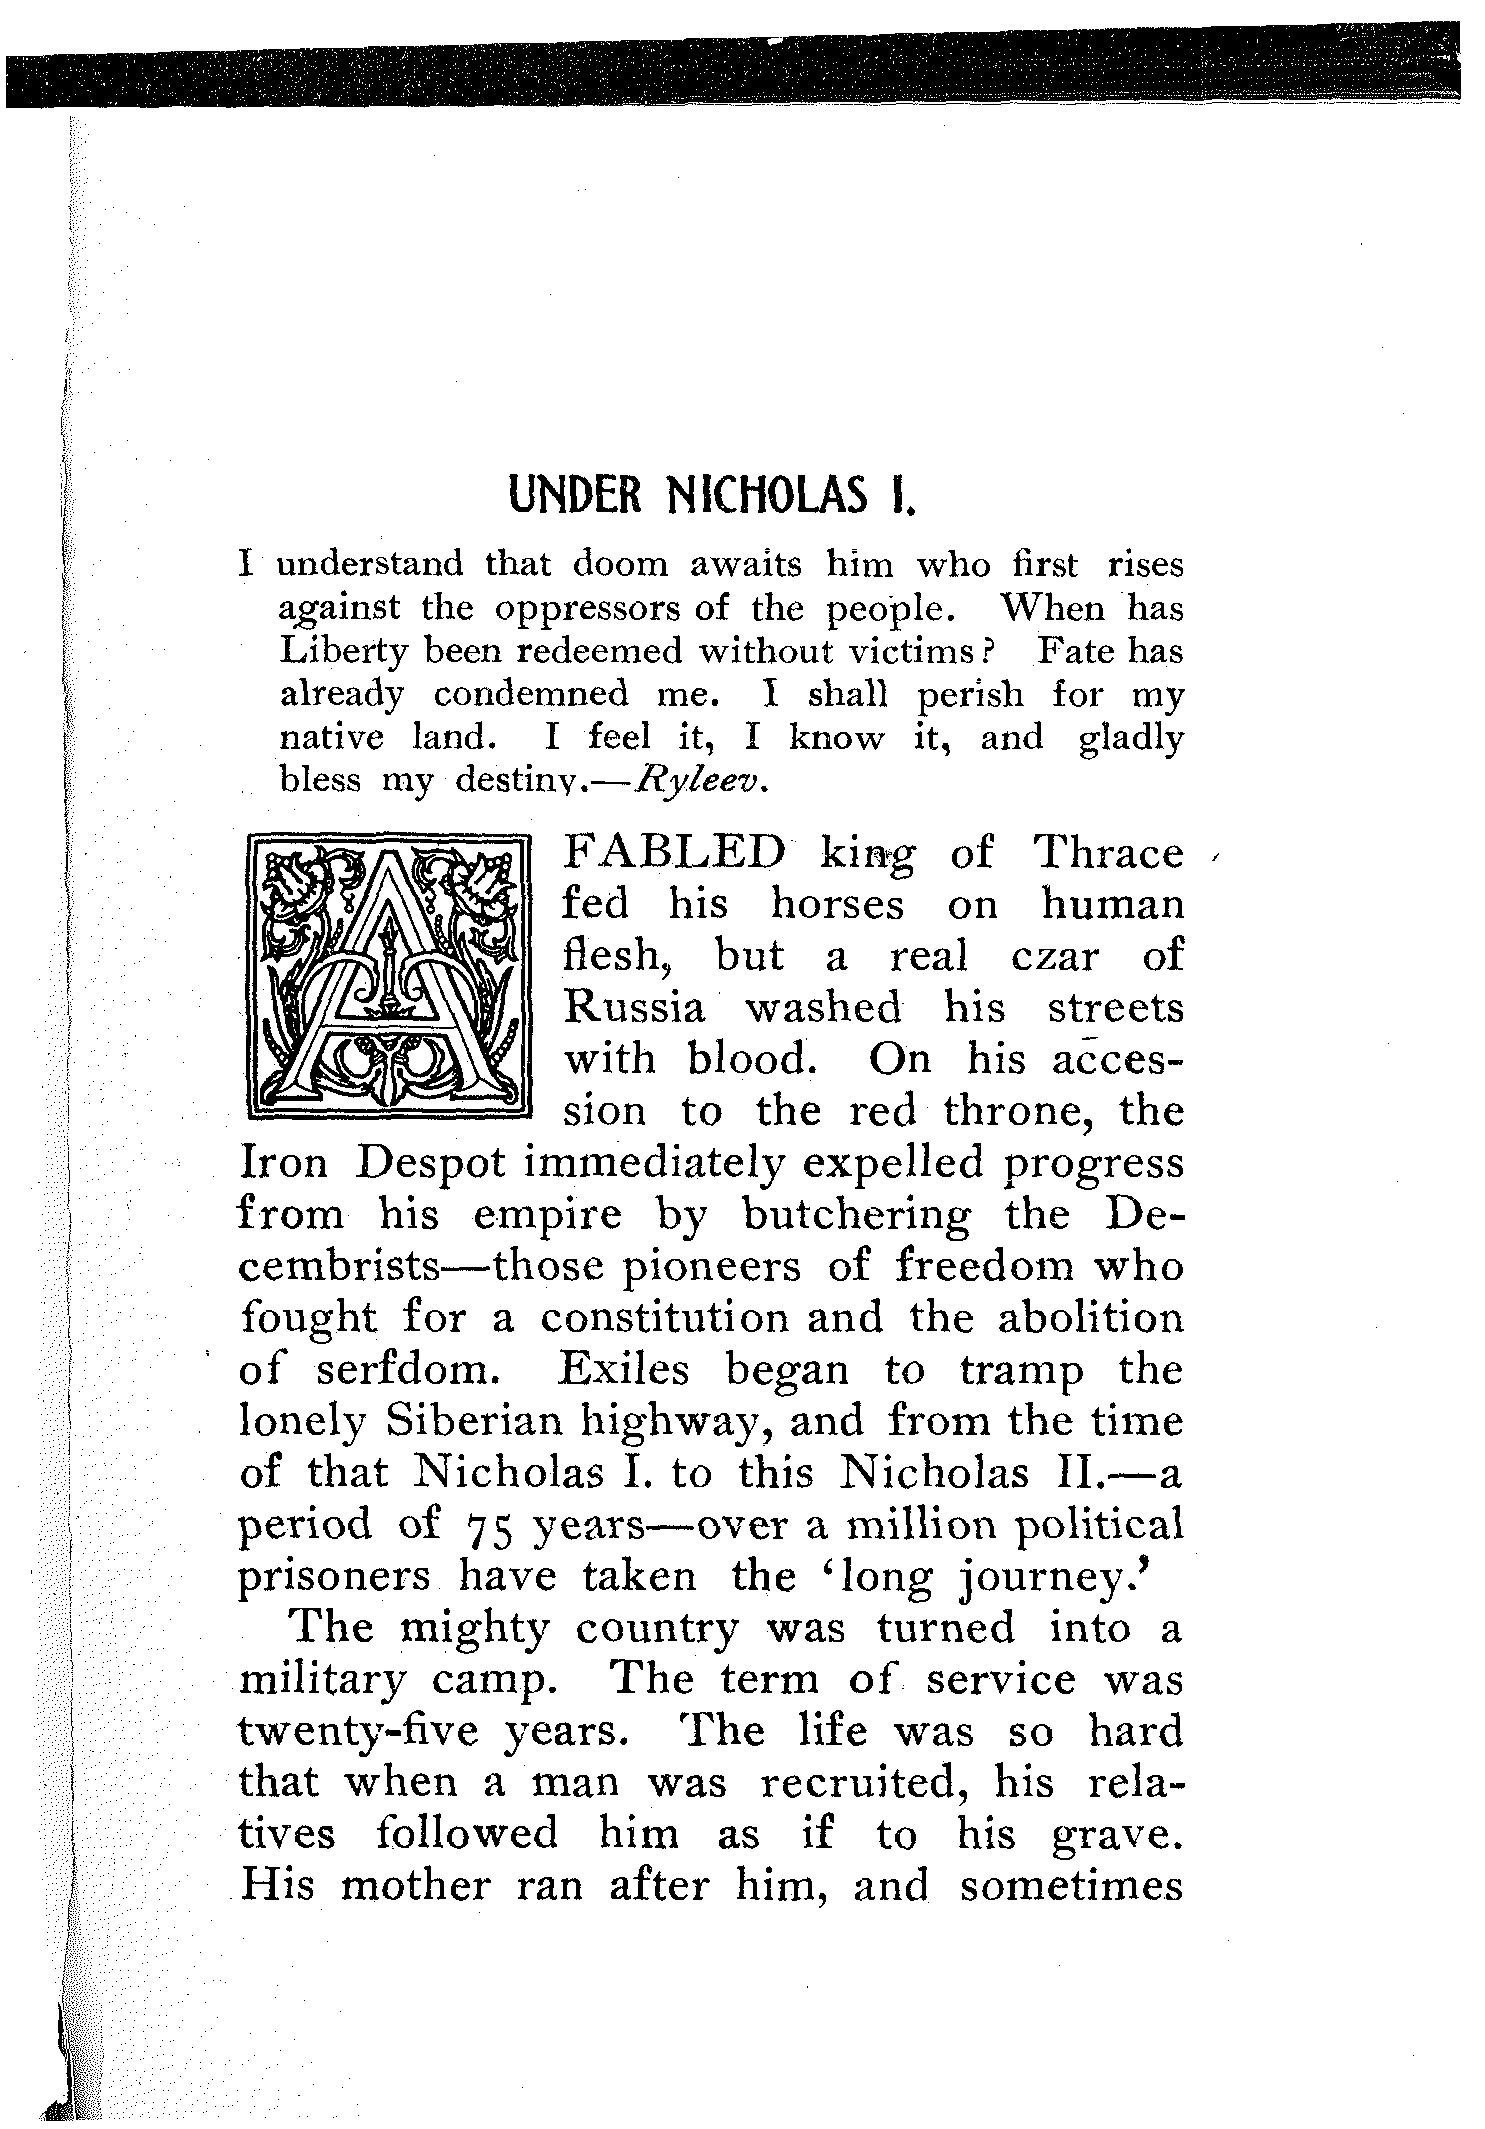 UNDER NICHOLAS I.
I understand that doom awaits him who first rises
against the oppressors of the people. When has
Liberty been redeemed without victims? Fate has
already condemned me. I shall perish for my
native land. I feel it, I know it, and gladly
bless my destiny.—Ryleev.
A FABLED king of Thrace
fed his horses on human
flesh, but a real czar of
Russia washed his streets
with blood. On his acces-
sion to the red throne, the
Iron Despot immediately expelled progress
from his empire by butchering the De-
cembrists—those pioneers of freedom who
fought for a constitution and the abolition
of serfdom. Exiles began to tramp the
lonely Siberian highway, and from the time
of that Nicholas I. to this Nicholas II.—a
period of 75 years—over a million political
prisoners have taken the ‘long journey.’
The mighty country was turned into a
military camp. The term of service was
twenty-five years. The life was so hard
that when a man was recruited, his rela-
tives followed him as if to his grave.
His mother ran after him, and sometimes